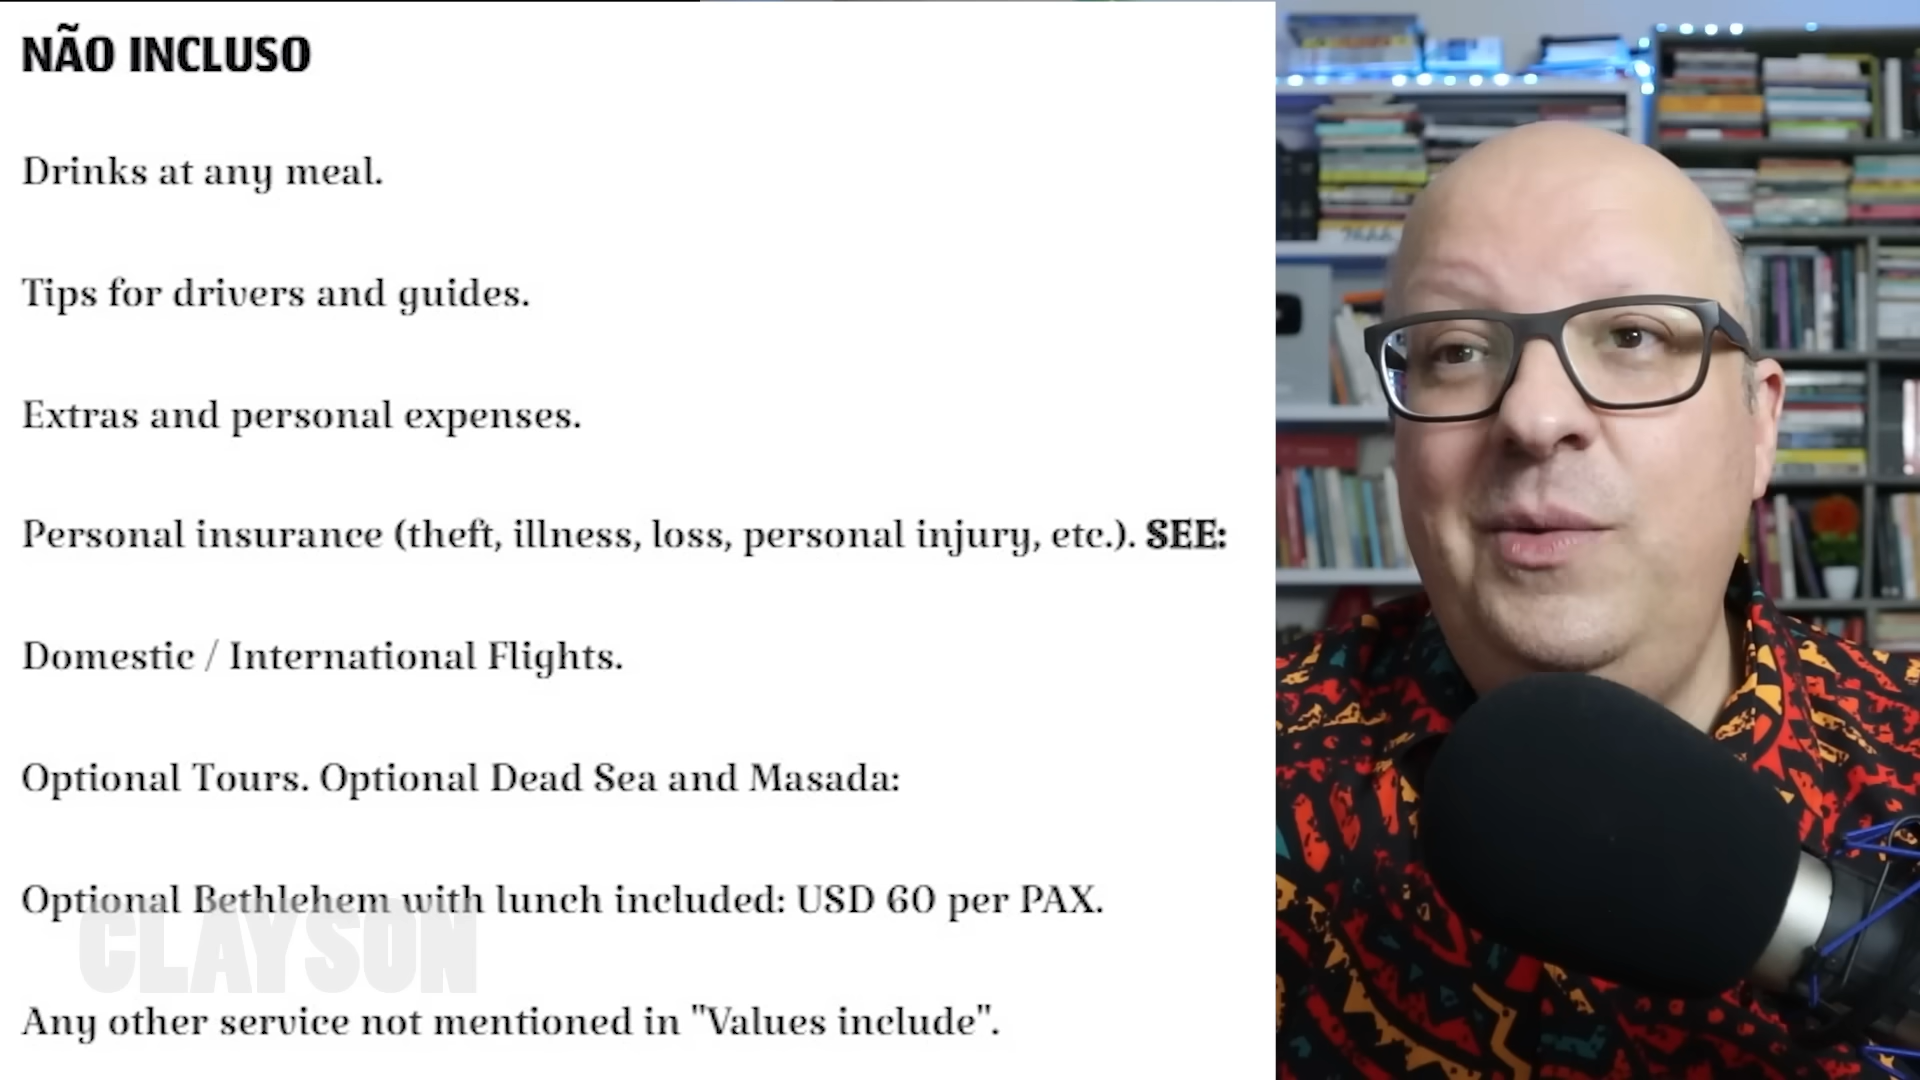 NÃO INCLUSO
Drinks at any meal.
Tips for drivers and guides.
Extras and personal expenses.
Personal insurance (theft, illness, loss, personal injury, etc.). SEE:
Domestic / International Flights.
Optional Tours. Optional Dead Sea and Masada:
Optional Bethlehem with lunch included: USD 60 per PAX.
CLAYSON
Any other service not mentioned in "Values include".